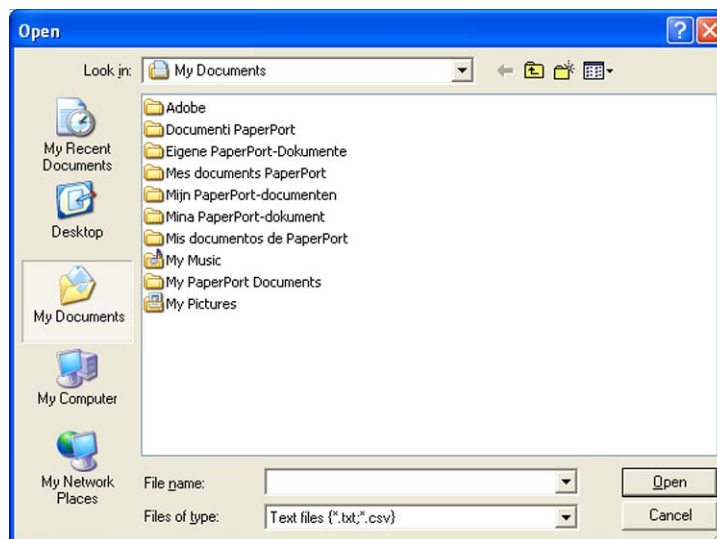 Open
Look in: My Documents
My Recent
Documents
Desktop
My Documents
My Computer
My Network
Places
Adobe
Documenti PaperPort
Eigene PaperPort-Dokumente
Mes documents PaperPort
Mijn PaperPort-documenten
Mina PaperPort-dokument
Mis documentos de PaperPort
My Music
My PaperPort Documents
My Pictures
File name:
Open
Files of type: Text files {*.txt;*.csv}
Cancel